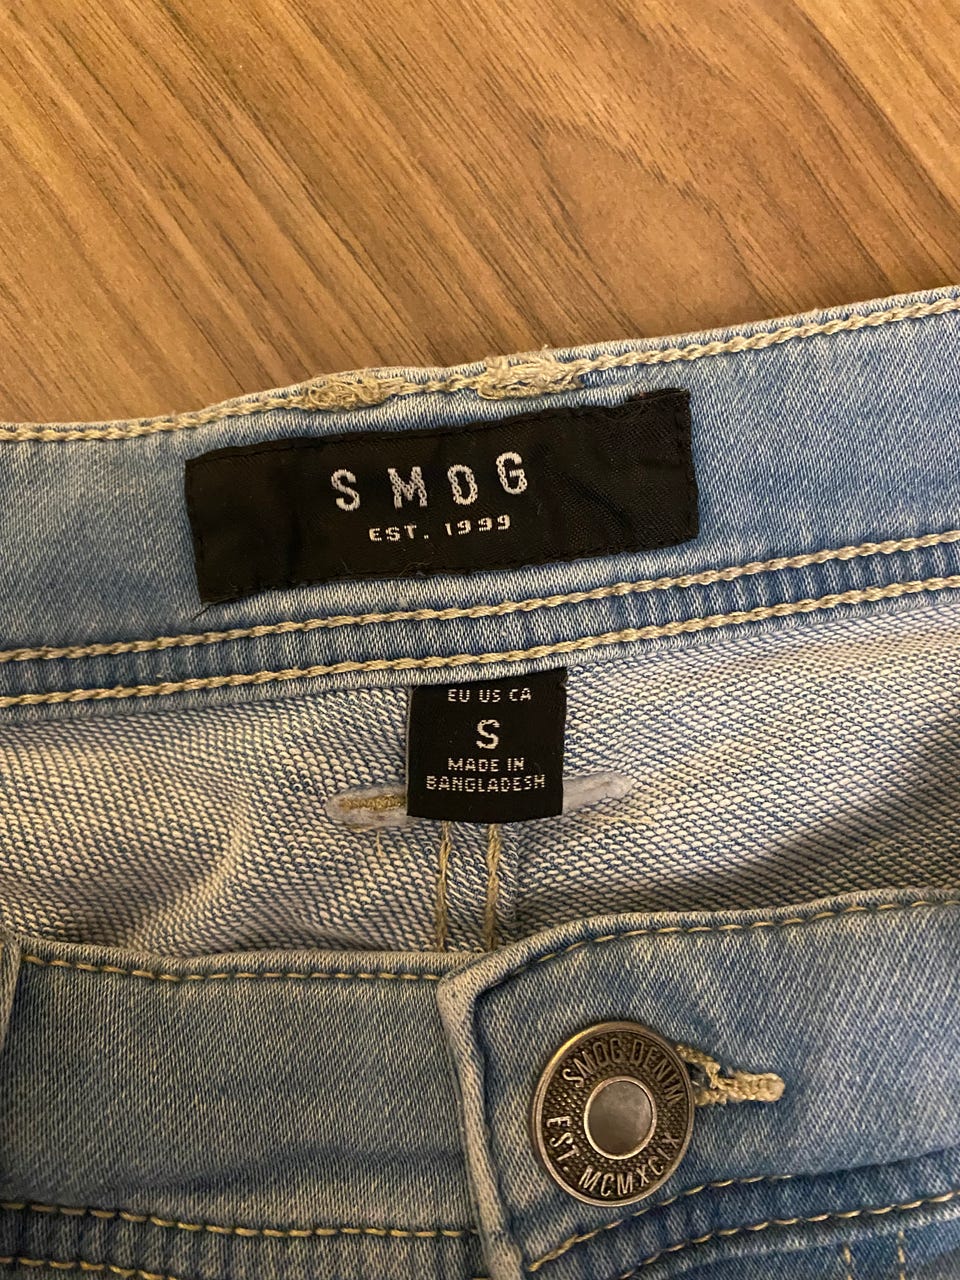 SMOG
EST. 1999
EU US CA
S
MADE IN
BANGLADESH
SMOG DENIM
EST. MCMXCIX